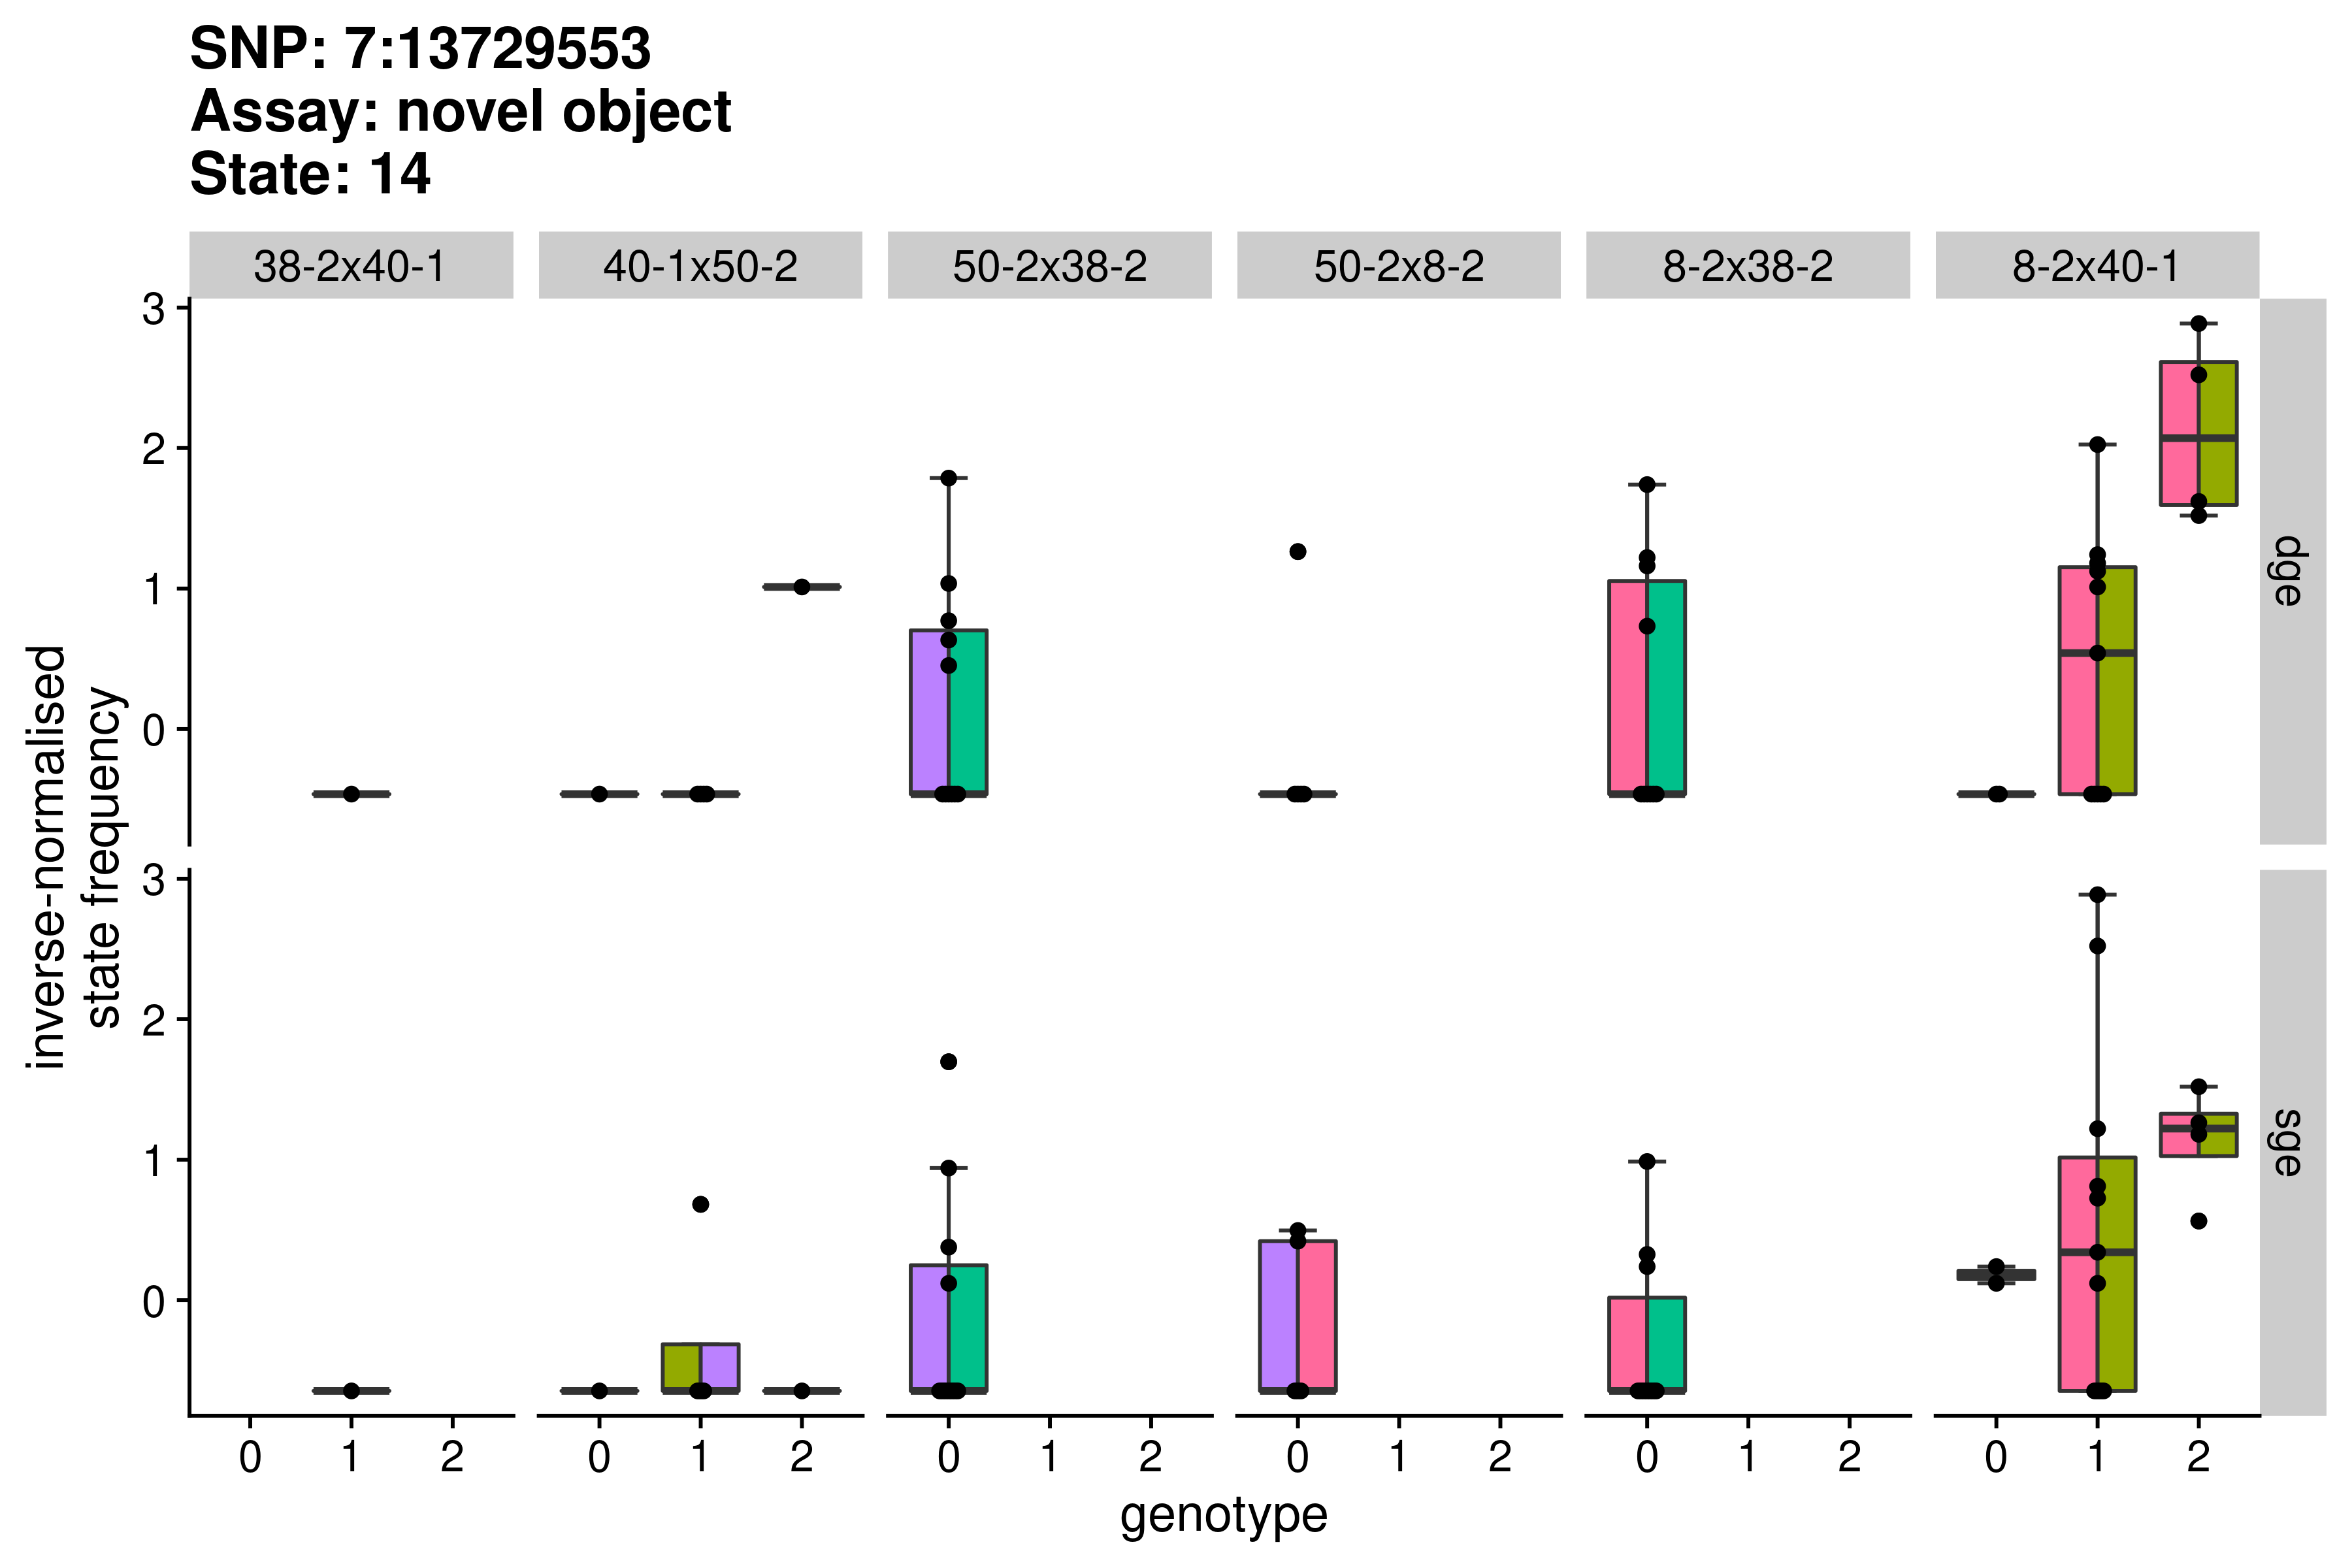 SNP: 7:13729553
Assay: novel object
State: 14
38-2x40-1 40-1x50-2 50-2x38-2 50-2x8-2 8-2x38-2 8-2x40-1
3
2
1
0
dge
3
2
1
0
sge
inverse-normalised
state frequency
0 1 2 0 1 2 0 1 2 0 1 2 0 1 2 0 1 2
genotype